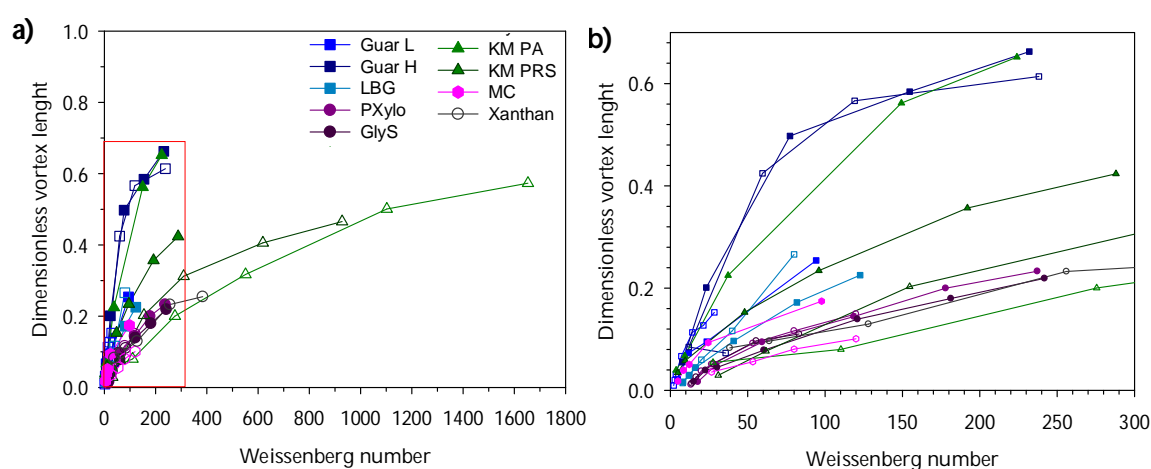 a)
1.0
0.8
0.6
0.4
0.2
0.0
0 200 400 600 800 1000 1200 1400 1600 1800
Dimensionless vortex lenght
Weissenberg number
Guar L
Guar H
LBG
PXylo
GlyS
KM PA
KM PRS
MC
Xanthan
b)
0.6
0.4
0.2
0.0
0 50 100 150 200 250 300
Dimensionless vortex lenght
Weissenberg number